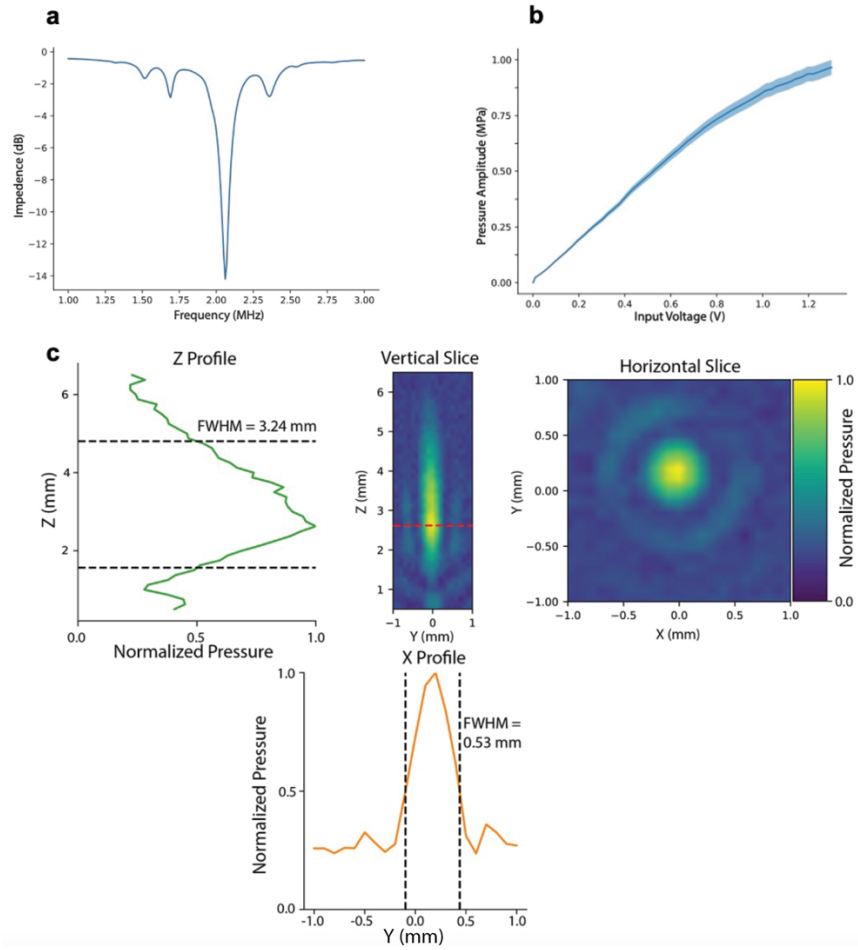 a
0
−2
−4
−6
−8
−10
−12
−14
Impedence (dB)
1.00 1.25 1.50 1.75 2.00 2.25 2.50 2.75 3.00
Frequency (MHz)
b
1.00
0.75
0.50
0.25
0.00
Pressure Amplitude (MPa)
0.0 0.2 0.4 0.6 0.8 1.0 1.2
Input Voltage (V)
c
Z Profile
FWHM = 3.24 mm
6
4
2
Z (mm)
0.0 0.5 1.0
Normalized Pressure
Vertical Slice
6
5
4
3
2
1
Z (mm)
−1 0 1
Y (mm)
Horizontal Slice
1.00
0.50
0.00
−0.50
−1.00
Y (mm)
−1.0 −0.5 0.0 0.5 1.0
X (mm)
1.0
0.0
Normalized Pressure
X Profile
1.0
0.5
0.0
Normalized Pressure
FWHM =
0.53 mm
-1.0 -0.5 0.0 0.5 1.0
Y (mm)